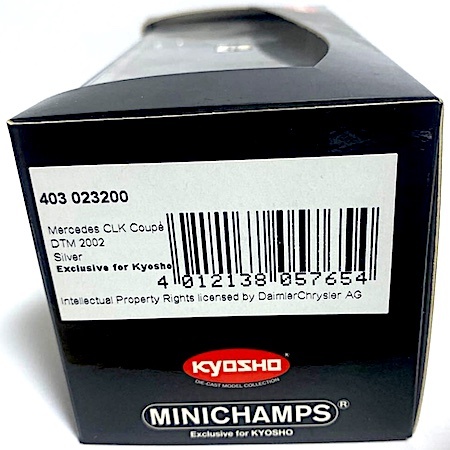 403 023200
Mercedes CLK Coupé
DTM 2002
Silver
Exclusive for Kyosho
4 012138 057654
Intellectual Property Rights licensed by DaimlerChrysler AG
KYOSHO
DIE-CAST MODEL COLLECTION
MINICHAMPS®
Exclusive for KYOSHO